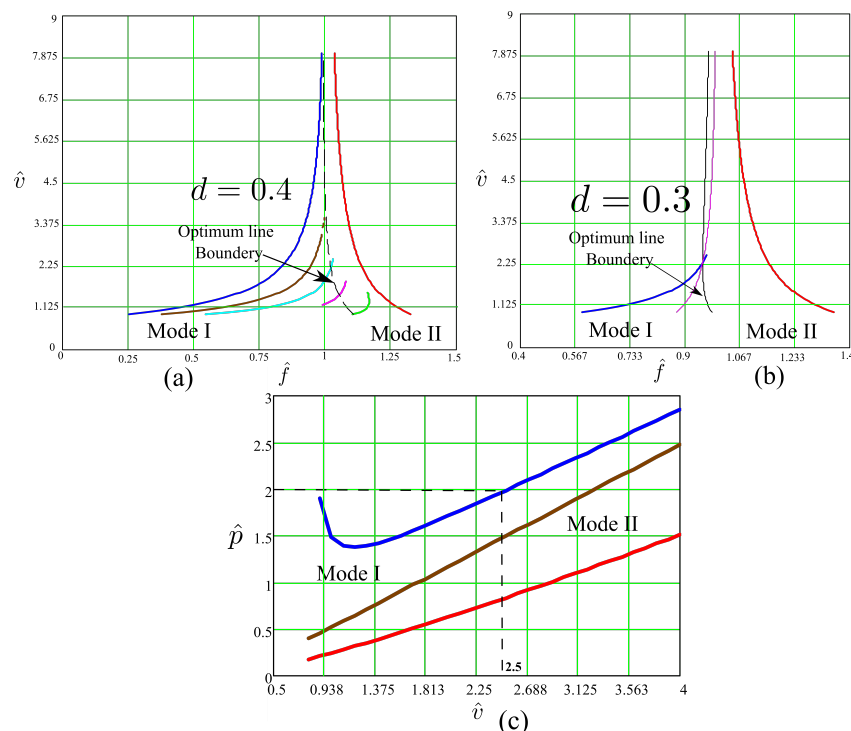 9
7.875
6.75
5.625
4.5
3.375
2.25
1.125
0
v̂
d = 0.4
Optimum line
Boundery
Mode I
Mode II
0.25
0.5
0.75
1
1.25
1.5
f̂
(a)
9
7.875
6.75
5.625
4.5
3.375
2.25
1.125
0
v̂
d = 0.3
Optimum line
Boundery
Mode I
Mode II
0.4
0.567
0.733
0.9
1.067
1.233
1.4
f̂
(b)
3
2.5
2
1.5
1
0.5
0
p̂
Mode I
Mode II
2.5
0.5
0.938
1.375
1.813
2.25
2.688
3.125
3.563
4
v̂
(c)